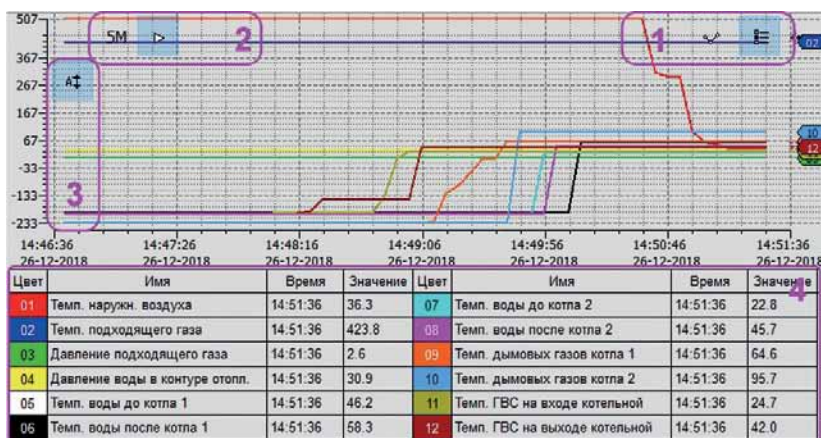 507
5M
2
1
02
367
A
267
167
67
10
12
-33
3
-133
-233
14:46:36 14:47:26 14:48:16 14:49:06 14:49:56 14:50:46 14:51:36
26-12-2018 26-12-2018 26-12-2018 26-12-2018 26-12-2018 26-12-2018 26-12-2018
Цвет Имя Время Значение Цвет Имя Время Значение
4
01 Темп. наружн. воздуха 14:51:36 36.3 07 Темп. воды до котла 2 14:51:36 22.8
02 Темп. подходящего газа 14:51:36 423.8 08 Темп. воды после котла 2 14:51:36 45.7
03 Давление подходящего газа 14:51:36 2.6 09 Темп. дымовых газов котла 1 14:51:36 64.6
04 Давление воды в контуре отопл. 14:51:36 30.9 10 Темп. дымовых газов котла 2 14:51:36 95.7
05 Темп. воды до котла 1 14:51:36 46.2 11 Темп. ГВС на входе котельной 14:51:36 24.7
06 Темп. воды после котла 1 14:51:36 58.3 12 Темп. ГВС на выходе котельной 14:51:36 42.0